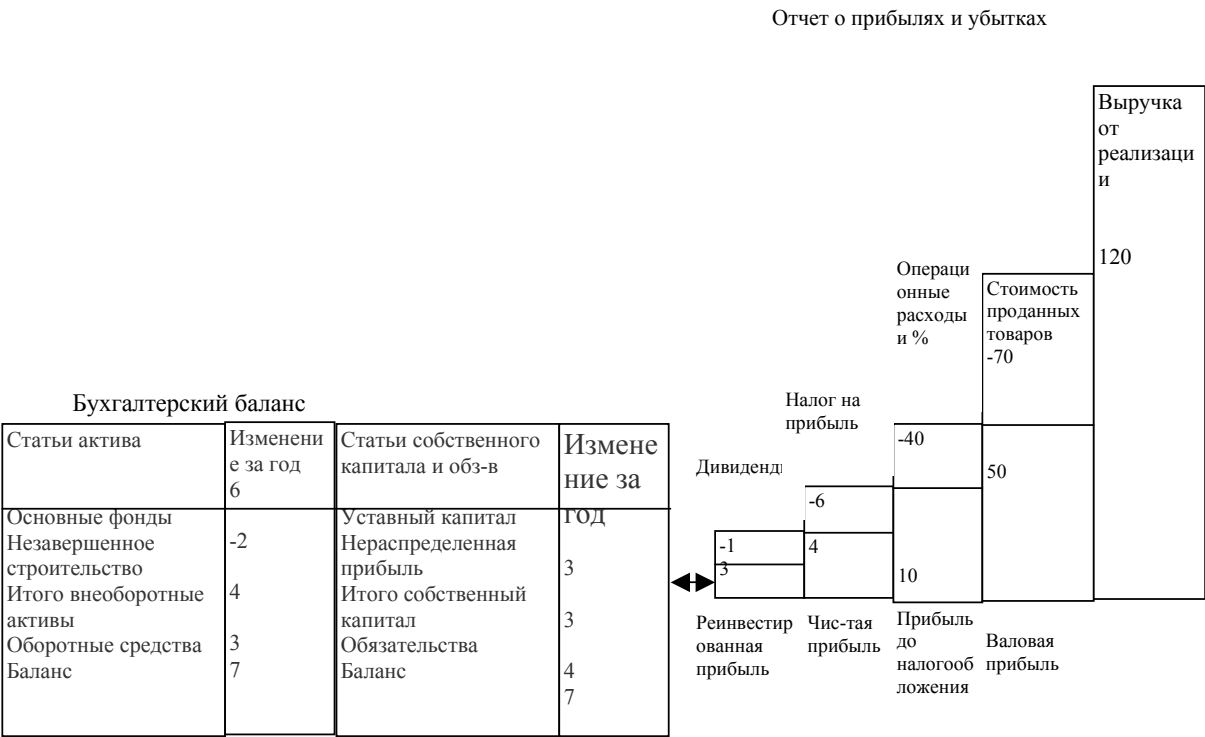 Отчет о прибылях и убытках
Выручка
от
реализаци
и
120
Операци
онные
расходы
и %
Стоимость
проданных
товаров
-70
Налог на
прибыль
-40
50
Дивиденды
-6
-1
4
3
10
Реинвестир
ованная
прибыль
Чис-тая
прибыль
Прибыль
до
налогооб
ложения
Валовая
прибыль
Бухгалтерский баланс
Статьи актива
Изменени
е за год
6
Статьи собственного
капитала и обз-в
Измене
ние за
год
Основные фонды
Незавершенное
строительство
Итого внеоборотные
активы
Оборотные средства
Баланс
-2
4
3
7
Уставный капитал
Нераспределенная
прибыль
Итого собственный
капитал
Обязательства
Баланс
3
3
4
7